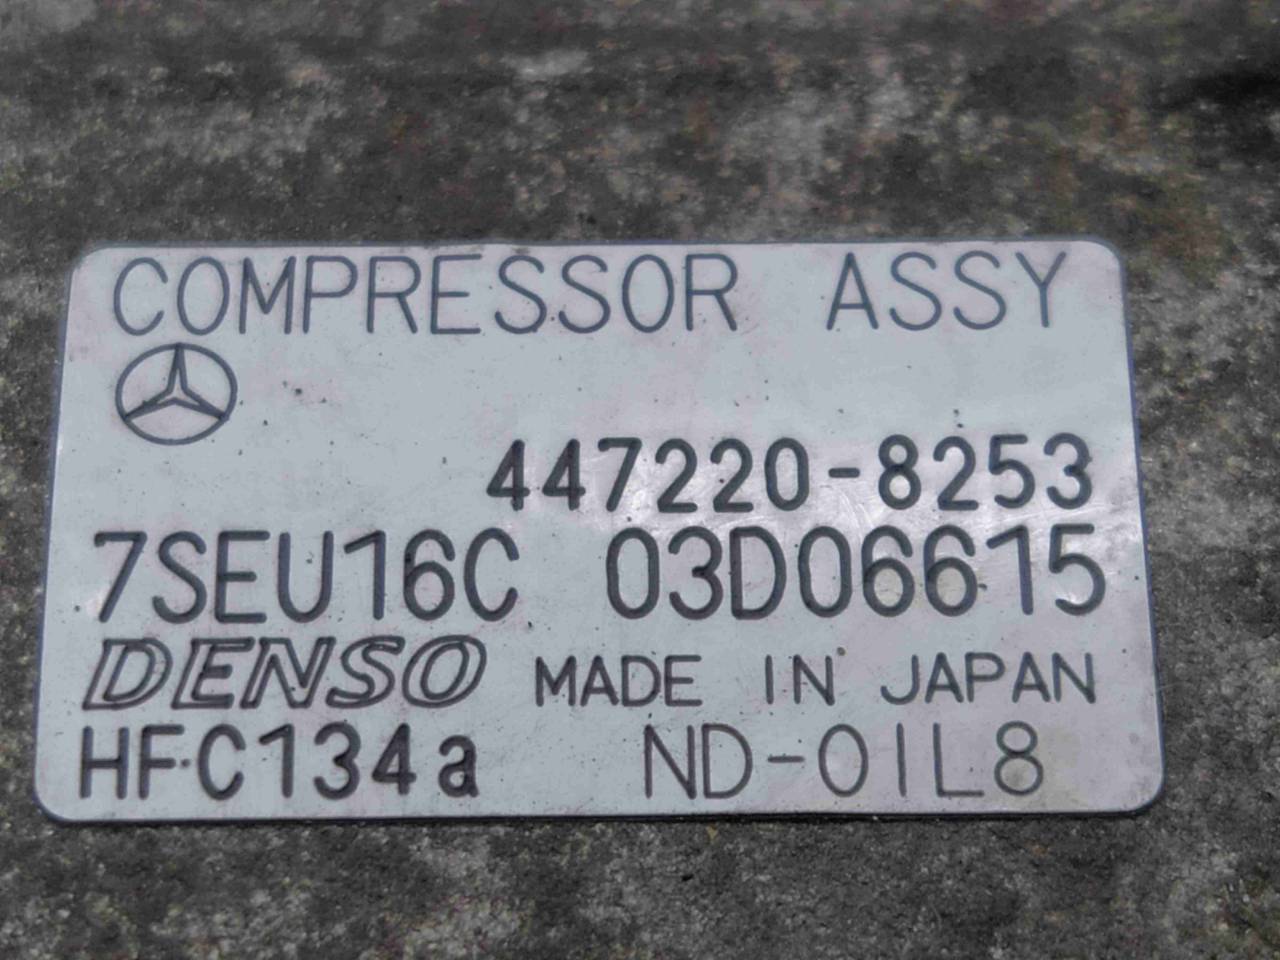 COMPRESSOR ASSY
447220-8253
7SEU16C 03D06615
DENSO MADE IN JAPAN
HFC134a ND-OIL8